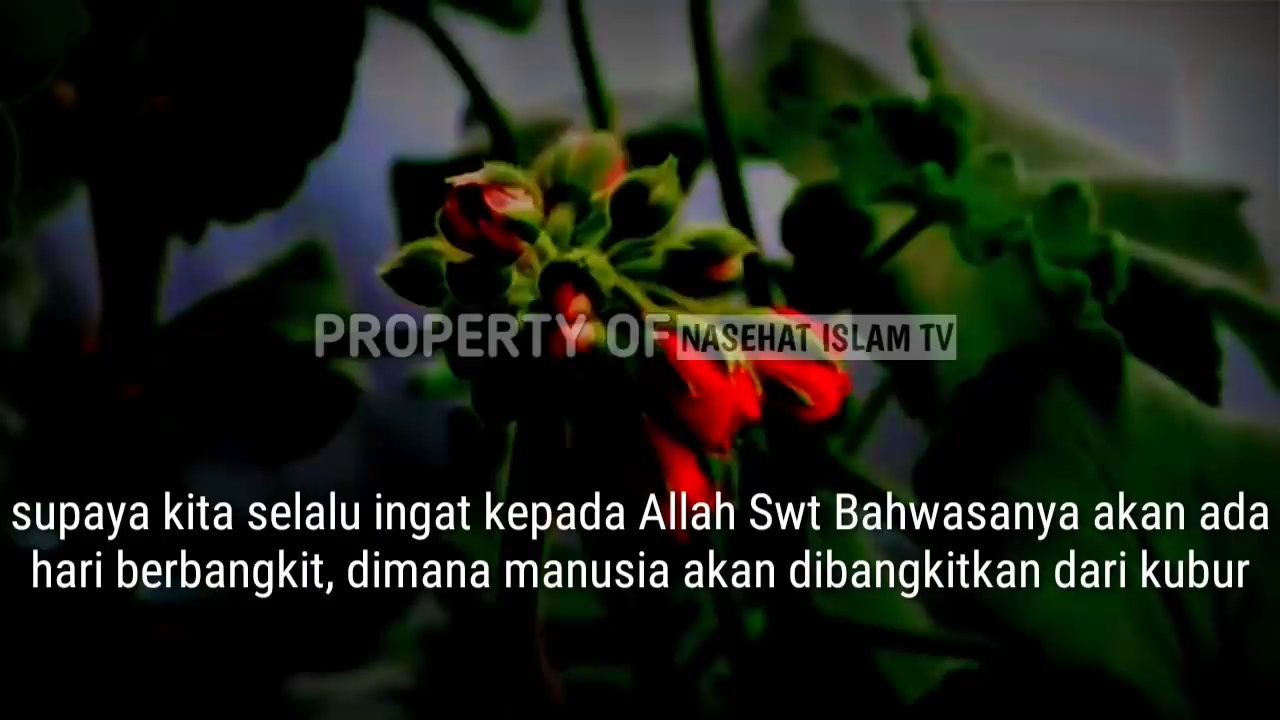 PROPERTY OF NASEHAT ISLAM TV
supaya kita selalu ingat kepada Allah Swt Bahwasanya akan ada
hari berbangkit, dimana manusia akan dibangkitkan dari kubur